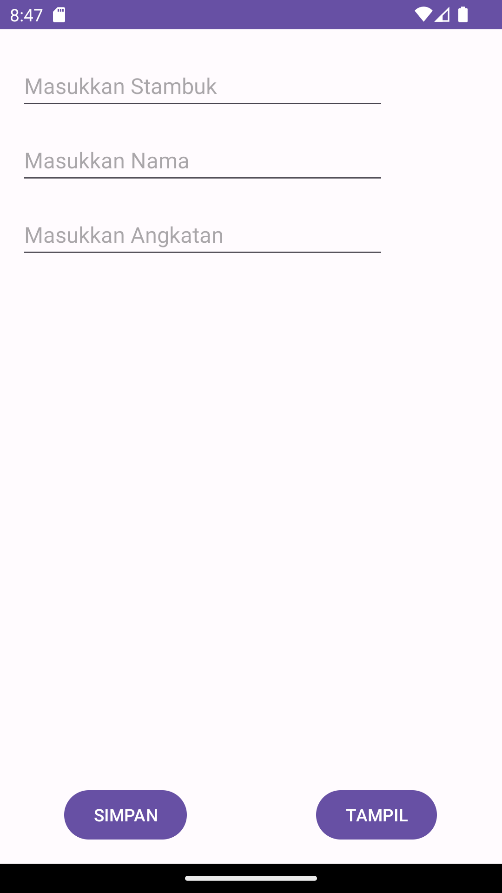 8:47
Masukkan Stambuk
Masukkan Nama
Masukkan Angkatan
SIMPAN
TAMPIL